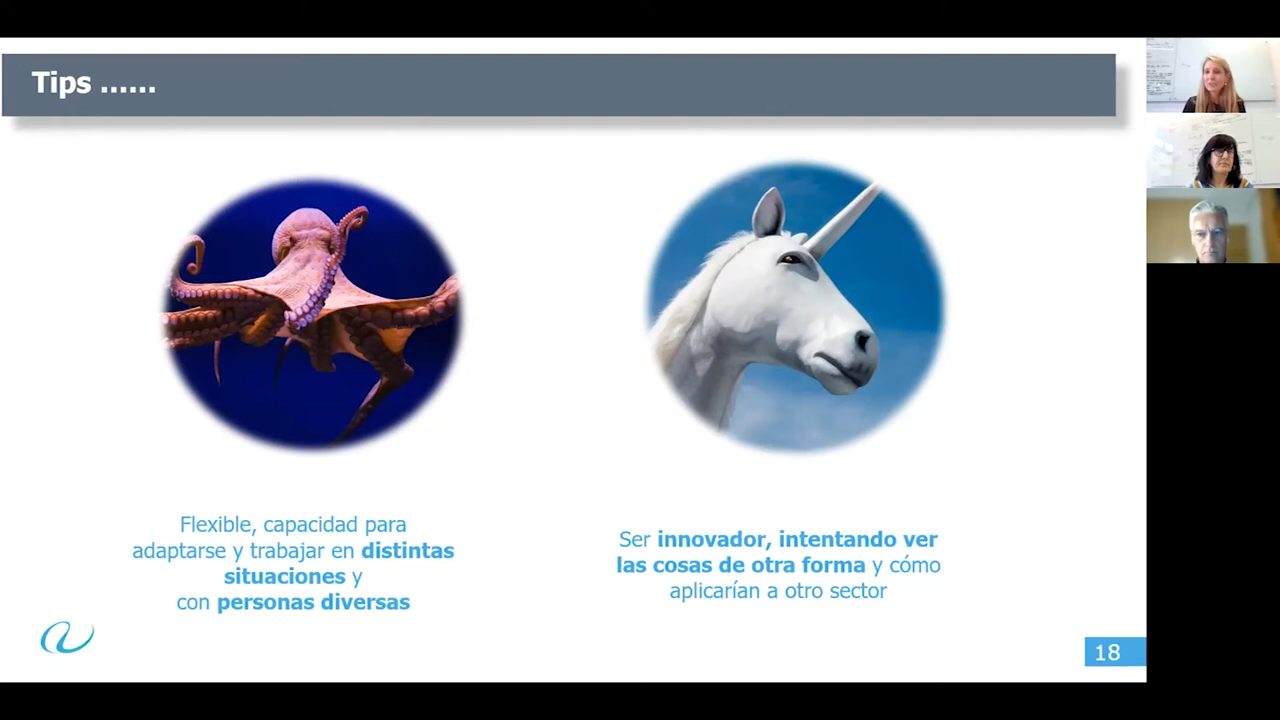 Tips ......
Flexible, capacidad para
adaptarse y trabajar en distintas
situaciones y
con personas diversas
Ser innovador, intentando ver
las cosas de otra forma y cómo
aplicarían a otro sector
18